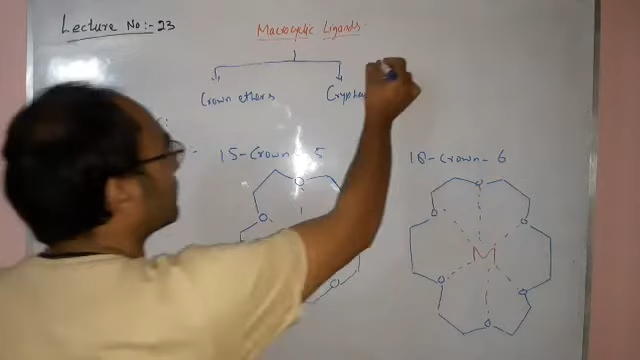 Lecture No:- 23
Macrocyclic Ligands
Crown ethers
15-Crown-5
18-Crown-6
O
O
O
O
O
O
M
O
O
O